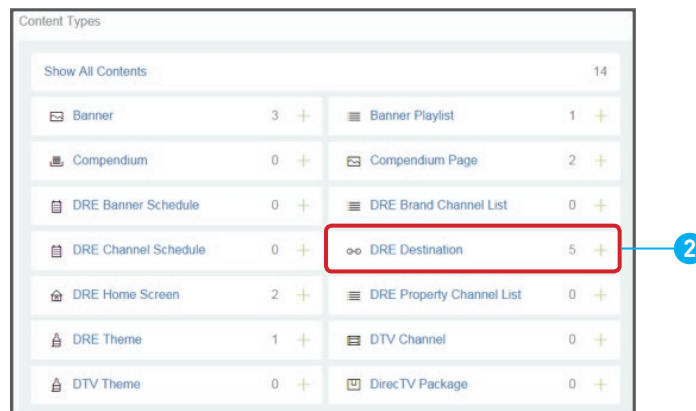 Content Types
Show All Contents 14
Banner 3 + Banner Playlist 1 +
Compendium 0 + Compendium Page 2 +
DRE Banner Schedule 0 + DRE Brand Channel List 0 +
DRE Channel Schedule 0 + DRE Destination 5 + 2
DRE Home Screen 2 + DRE Property Channel List 0 +
DRE Theme 1 + DTV Channel 0 +
DTV Theme 0 + DirecTV Package 0 +